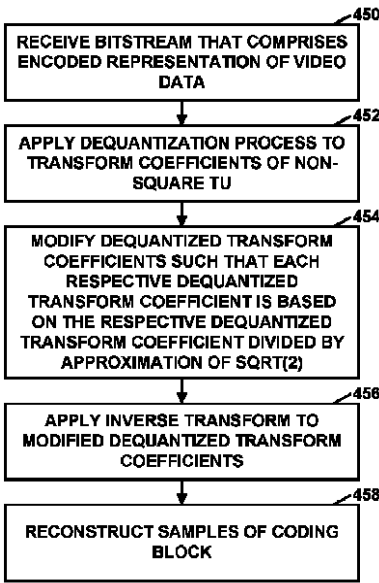 450
RECEIVE BITSTREAM THAT COMPRISES
ENCODED REPRESENTATION OF VIDEO
DATA
452
APPLY DEQUANTIZATION PROCESS TO
TRANSFORM COEFFICIENTS OF NON-
SQUARE TU
454
MODIFY DEQUANTIZED TRANSFORM
COEFFICIENTS SUCH THAT EACH
RESPECTIVE DEQUANTIZED
TRANSFORM COEFFICIENT IS BASED
ON THE RESPECTIVE DEQUANTIZED
TRANSFORM COEFFICIENT DIVIDED BY
APPROXIMATION OF SQRT(2)
456
APPLY INVERSE TRANSFORM TO
MODIFIED DEQUANTIZED TRANSFORM
COEFFICIENTS
458
RECONSTRUCT SAMPLES OF CODING
BLOCK